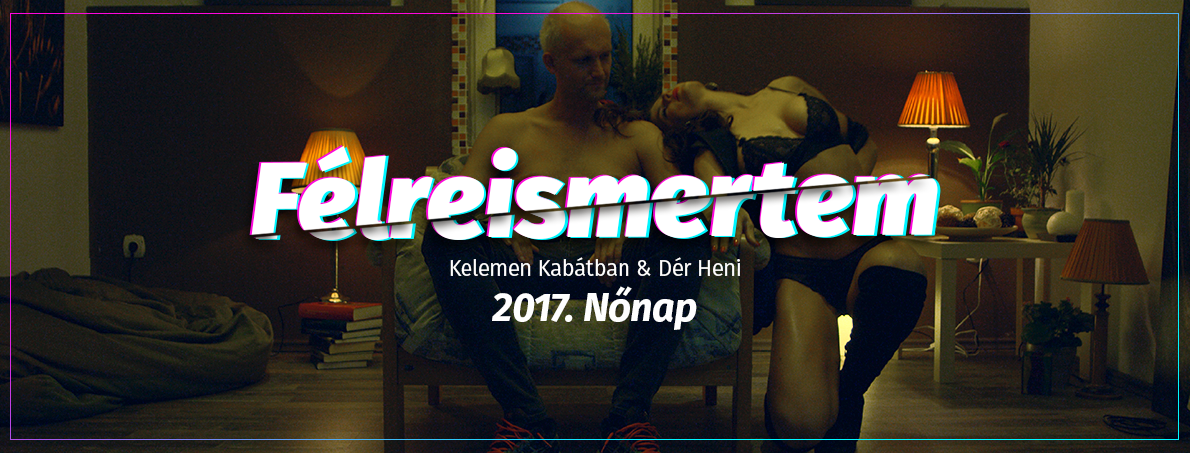 Félreismertem
Kelemen Kabátban & Dér Heni
2017. Nőnap